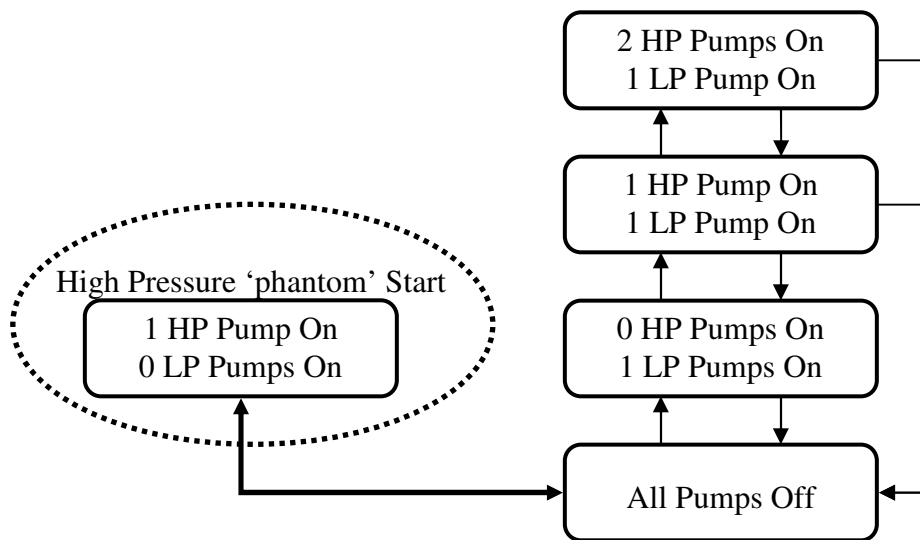 2 HP Pumps On
1 LP Pump On
1 HP Pump On
1 LP Pump On
High Pressure ‘phantom’ Start
1 HP Pump On
0 LP Pumps On
0 HP Pumps On
1 LP Pumps On
All Pumps Off